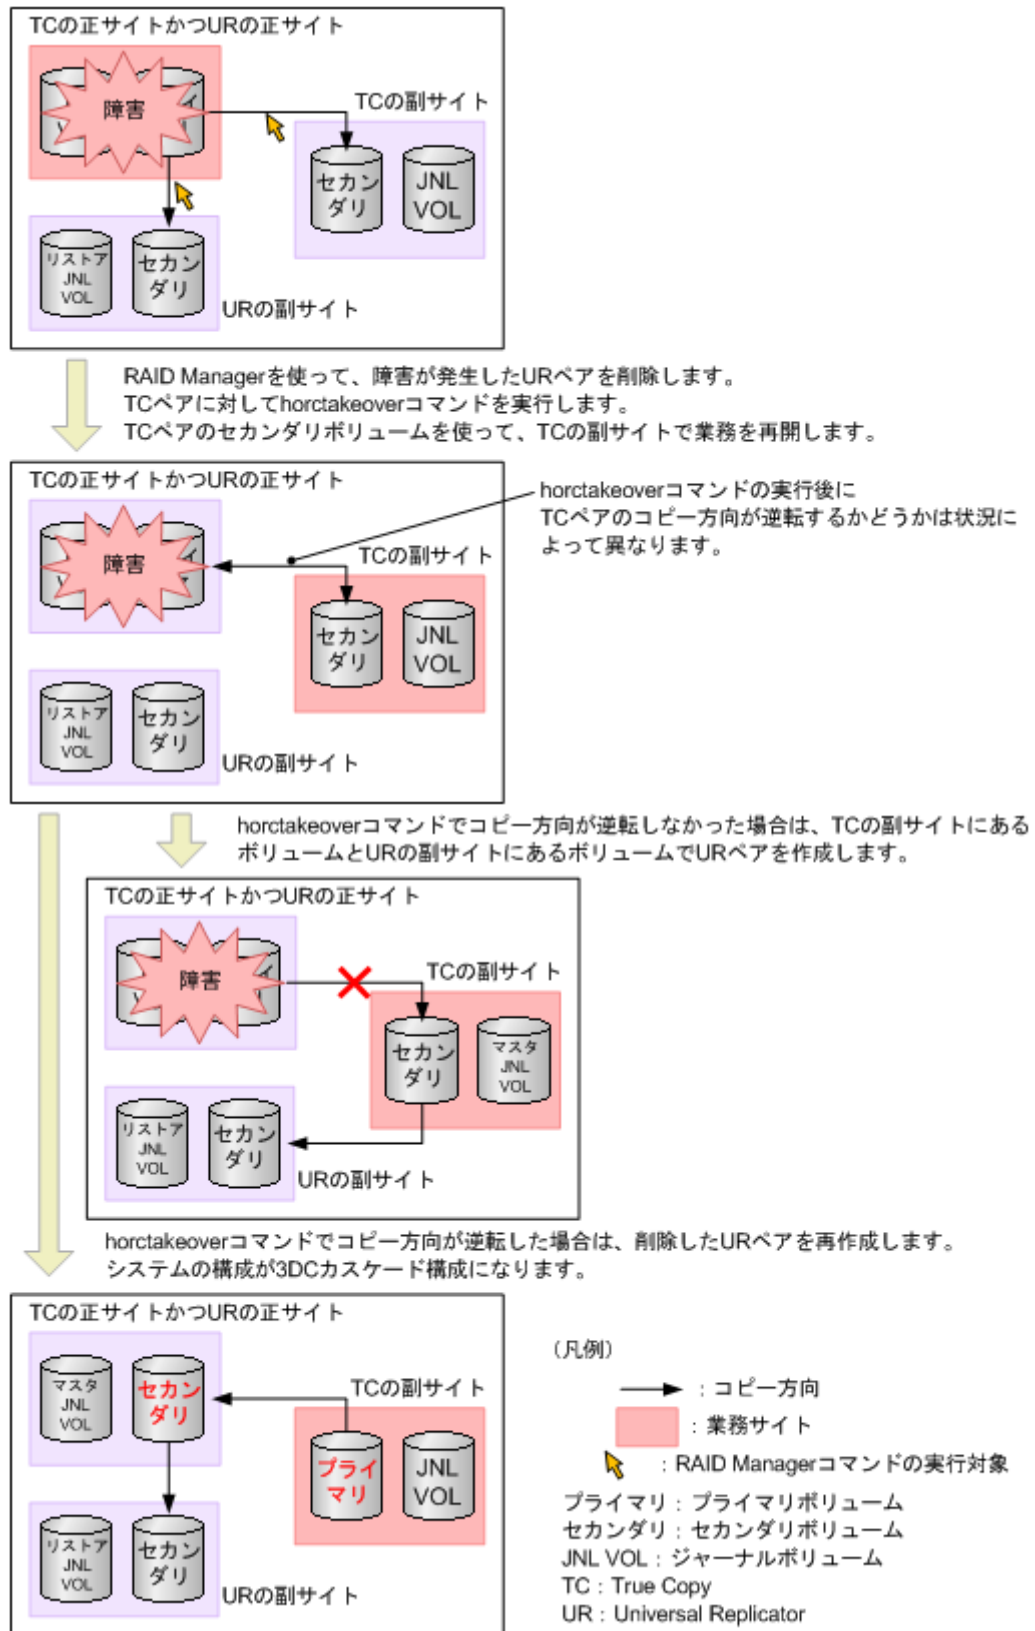 TCの正サイトかつURの正サイト
障害
TCの副サイト
セカン
ダリ
JNL
VOL
リストア
JNL
VOL
セカン
ダリ
URの副サイト
RAID Managerを使って、障害が発生したURペアを削除します。
TCペアに対してhorctakeoverコマンドを実行します。
TCペアのセカンダリボリュームを使って、TCの副サイトで業務を再開します。
TCの正サイトかつURの正サイト
horctakeoverコマンドの実行後に
TCペアのコピー方向が逆転するかどうかは状況に
よって異なります。
障害
TCの副サイト
セカン
ダリ
JNL
VOL
リストア
JNL
VOL
セカン
ダリ
URの副サイト
horctakeoverコマンドでコピー方向が逆転しなかった場合は、TCの副サイトにある
ボリュームとURの副サイトにあるボリュームでURペアを作成します。
TCの正サイトかつURの正サイト
障害
TCの副サイト
セカン
ダリ
マスタ
JNL
VOL
リストア
JNL
VOL
セカン
ダリ
URの副サイト
horctakeoverコマンドでコピー方向が逆転した場合は、削除したURペアを再作成します。
システムの構成が3DCカスケード構成になります。
TCの正サイトかつURの正サイト
マスタ
JNL
VOL
セカン
ダリ
TCの副サイト
プライ
マリ
JNL
VOL
リストア
JNL
VOL
セカン
ダリ
URの副サイト
（凡例）
：コピー方向
：業務サイト
：RAID Managerコマンドの実行対象
プライマリ：プライマリボリューム
セカンダリ：セカンダリボリューム
JNL VOL：ジャーナルボリューム
TC：True Copy
UR：Universal Replicator